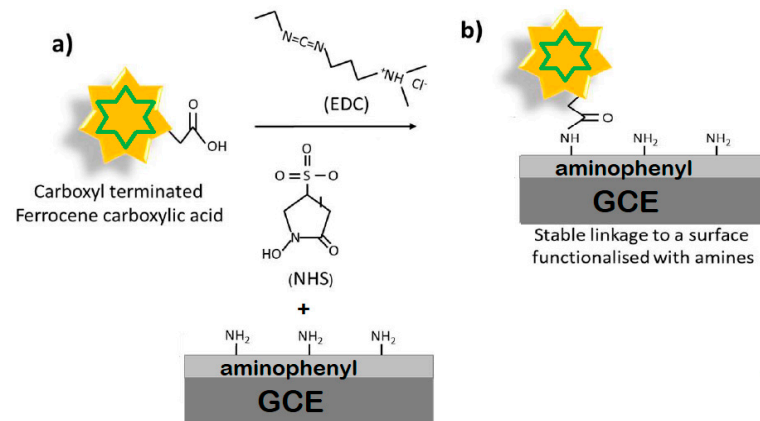 a)
N=C=N
+NH Cl-
(EDC)
O
OH
Carboxyl terminated
Ferrocene carboxylic acid
O
O=S-O
HO
N
O
(NHS)
+
NH2 NH2 NH2
aminophenyl
GCE
b)
O
NH NH2 NH2
aminophenyl
GCE
Stable linkage to a surface
functionalised with amines